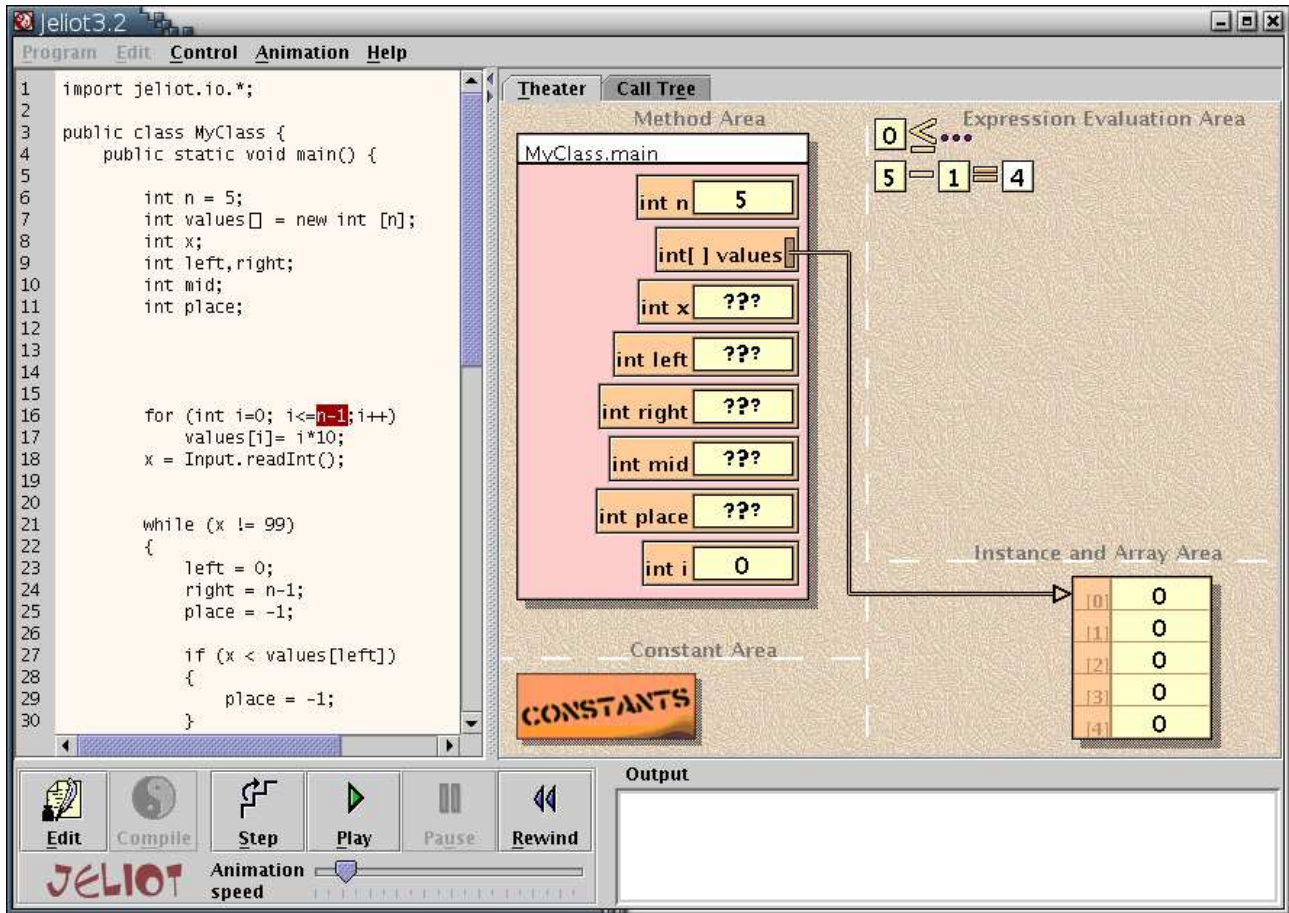 Jeliot3.2
Program Edit Control Animation Help
1 import jeliot.io.*;
2
3 public class MyClass {
4 public static void main() {
5
6 int n = 5;
7 int values[] = new int [n];
8 int x;
9 int left,right;
10 int mid;
11 int place;
12
13
14
15
16 for (int i=0; i<=n-1;i++)
17 values[i]= i*10;
18 x = Input.readInt();
19
20
21 while (x != 99)
22 {
23 left = 0;
24 right = n-1;
25 place = -1;
26
27 if (x < values[left])
28 {
29 place = -1;
30 }
Theater Call Tree
Method Area
MyClass.main
int n 5
int[ ] values
int x ???
int left ???
int right ???
int mid ???
int place ???
int i 0
Expression Evaluation Area
0 ≤ ...
5 − 1 = 4
Constant Area
CONSTANTS
Instance and Array Area
[0] 0
[1] 0
[2] 0
[3] 0
[4] 0
Edit Compile Step Play Pause Rewind
JELIOT
Animation
speed
Output